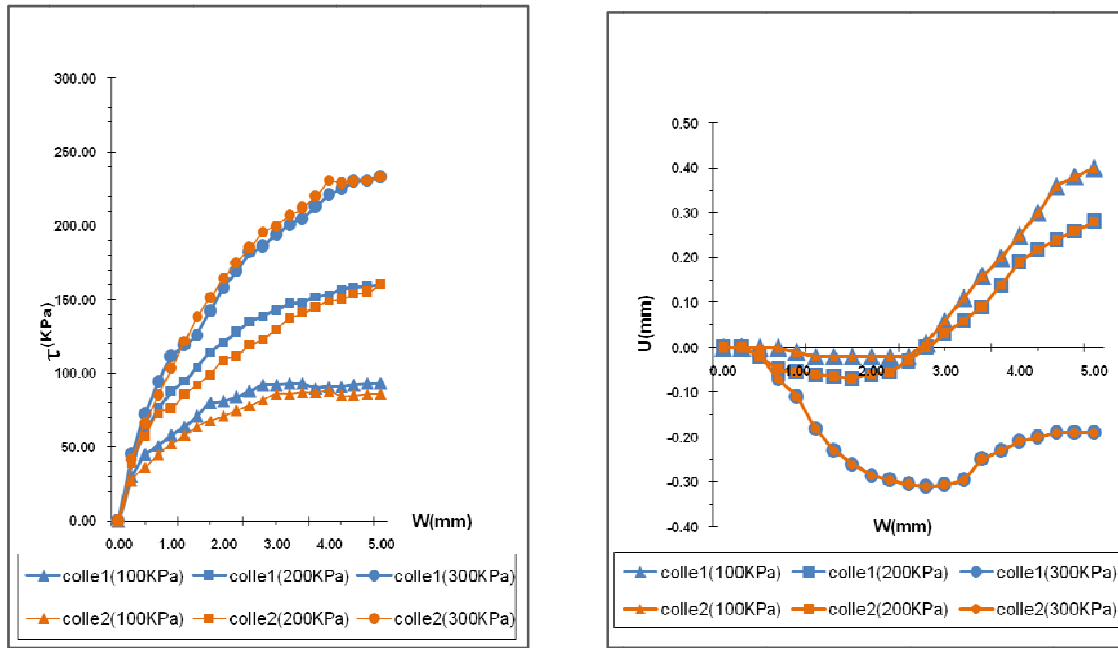 300.00
250.00
200.00
150.00
100.00
50.00
0.00
τ(KPa)
W(mm)
0.00 1.00 2.00 3.00 4.00 5.00
colle1(100KPa) colle1(200KPa) colle1(300KPa)
colle2(100KPa) colle2(200KPa) colle2(300KPa)
0.50
0.40
0.30
0.20
0.10
0.00
-0.10
-0.20
-0.30
-0.40
U(mm)
0.00 1.00 2.00 3.00 4.00 5.00
W(mm)
colle1(100KPa) colle1(200KPa) colle1(300KPa)
colle2(100KPa) colle2(200KPa) colle2(300KPa)